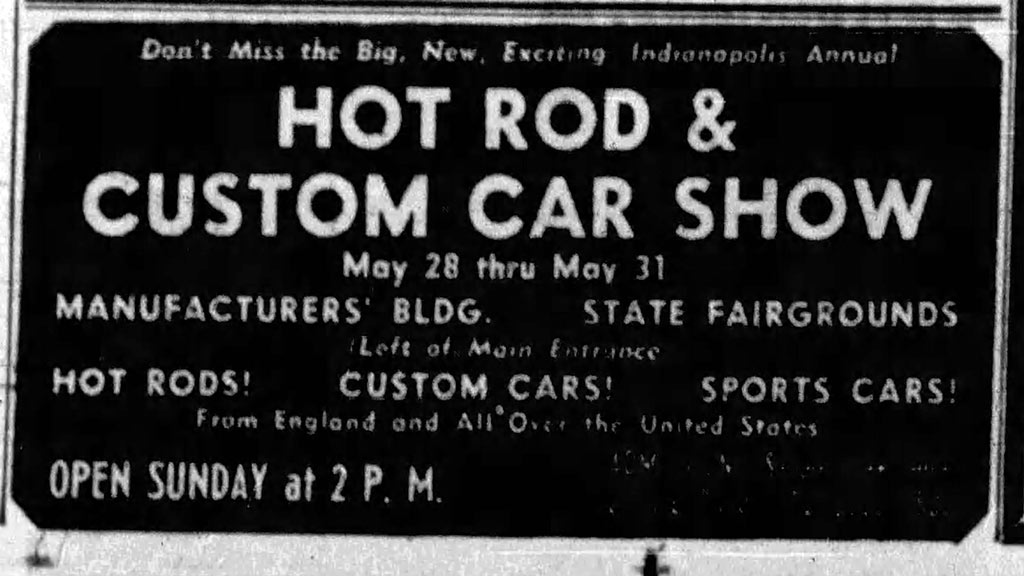 Don't Miss the Big, New, Exciting Indianapolis Annual
HOT ROD &
CUSTOM CAR SHOW
May 28 thru May 31
MANUFACTURERS' BLDG. STATE FAIRGROUNDS
(Left of Main Entrance
HOT RODS! CUSTOM CARS! SPORTS CARS!
From England and All Over the United States
OPEN SUNDAY at 2 P. M.